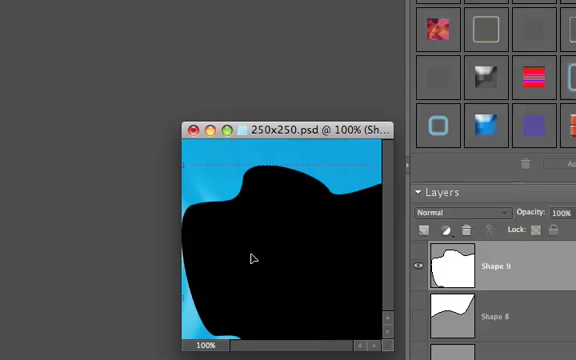 250x250.psd @ 100% (Sh...
Layers
Normal
Opacity: 100%
Lock:
Shape 9
Shape 8
100%